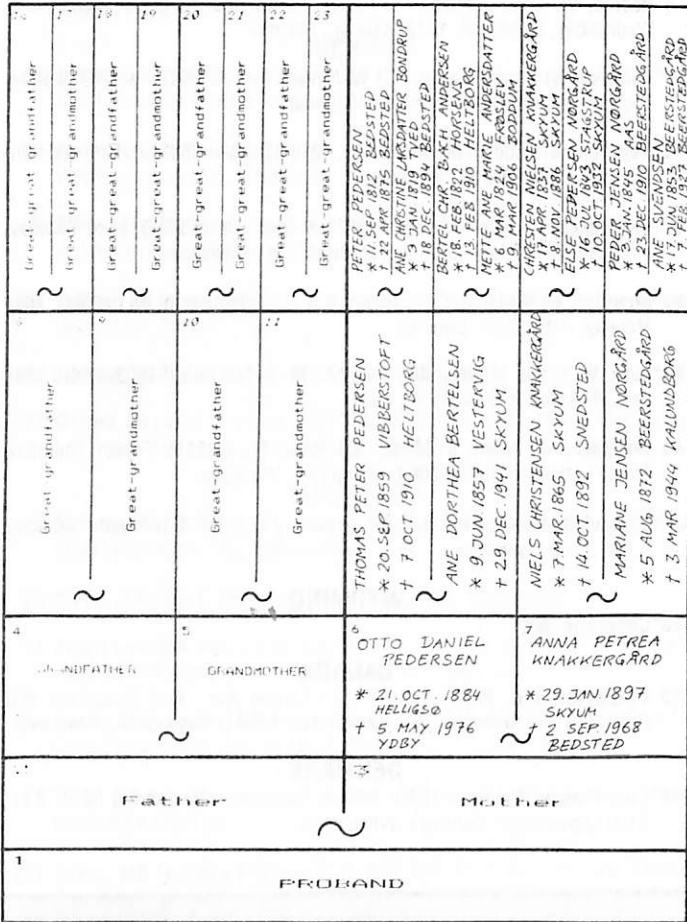 16
17
18
19
20
21
22
23
Great-great-grandfather
Great-great-grandmother
Great-great-grandfather
Great-great-grandmother
Great-great-grandfather
Great-great-grandmother
Great-great-grandfather
Great-great-grandmother
PETER PEDERSEN
* 11. SEP 1812 BEDSTED
† 22 APR 1875 BEDSTED
ANE CHRISTINE LARSDATTER BONDRUP
* 3 JAN 1819 TVED
† 18 DEC. 1894 BEDSTED
BERTEL CHR. BACH ANDERSEN
* 18. FEB 1822 HORSENS
† 13. FEB 1910 HELTBORG
METTE ANE MARIE ANDERSDATTER
* 6 MAR 1824 FRØSLEV
† 9. MAR 1906 BODDUM
CHRESTEN NIELSEN KNAKKERGÅRD
* 17 APR 1837 SKYUM
† 8. NOV 1886 SKYUM
ELSE PEDERSEN NØRGÅRD
* 16 JUL 1843 STAGSTRUP
† 10. OCT 1932 SKYUM
PEDER JENSEN NØRGÅRD
* 3. JAN. 1845 AAS
† 23 DEC. 1910 BEERSTEDGÅRD
ANE SVENDSEN
* 17. JUN 1853 BEERSTEDGÅRD
† 7. FEB 1927 BEERSTEDGÅRD
9
10
11
Great-grandfather
Great-grandmother
Great-grandfather
Great-grandmother
THOMAS PETER PEDERSEN
* 20. SEP. 1859 VIBBERSTOFT
† 7 OCT 1910 HELTBORG
ANE DORTHEA BERTELSEN
* 9 JUN 1857 VESTERVIG
† 29 DEC. 1941 SKYUM
NIELS CHRISTENSEN KNAKKERGÅRD
* 7. MAR. 1865 SKYUM
† 14. OCT 1892 SNEDSTED
MARIANE JENSEN NØRGÅRD
* 5 AUG 1872 BEERSTEDGÅRD
† 3 MAR 1944 KALUNDBORG
4
GRANDFATHER
5
GRANDMOTHER
6
OTTO DANIEL
PEDERSEN
* 21. OCT. 1884
HELLIGSØ
† 5. MAY 1976
YDBY
7
ANNA PETREA
KNAKKERGÅRD
* 29. JAN. 1897
SKYUM
† 2 SEP. 1968
BEDSTED
Father
3
Mother
1
PROBAND